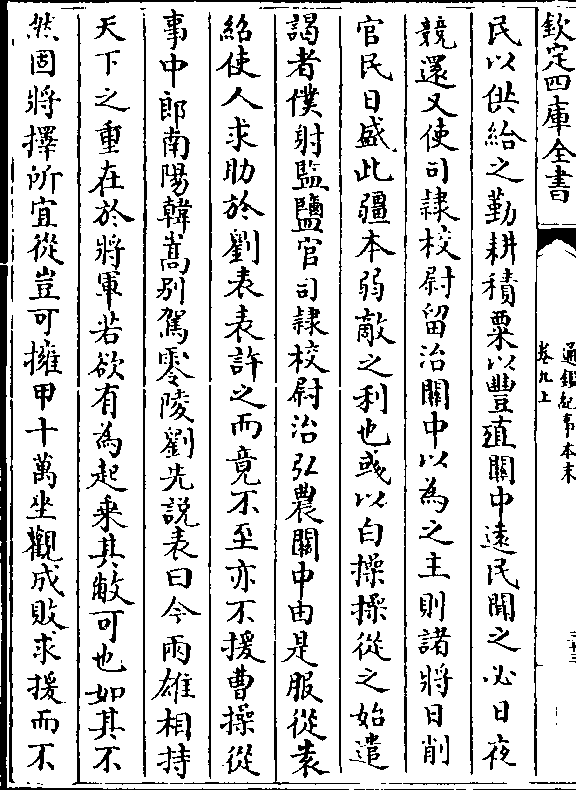 欽定四庫全書
通鑑紀事本末
卷九上
二十三
民以供給之勤耕積粟以豐殖關中遠民聞之必日夜
競還又使司隷校尉留治關中以為之主則諸將日削
官民日盛此彊本弱敵之利也彧以白操操從之始遣
謁者僕射監鹽官司隷校尉治弘農關中由是服從袁
紹使人求助於劉表表許之而竟不至亦不援曹操從
事中郎南陽韓嵩别駕零陵劉先說表曰今兩雄相持
天下之重在於將軍若欲有為起乘其敝可也如其不
然固將擇所宜從豈可擁甲十萬坐觀成敗求援而不